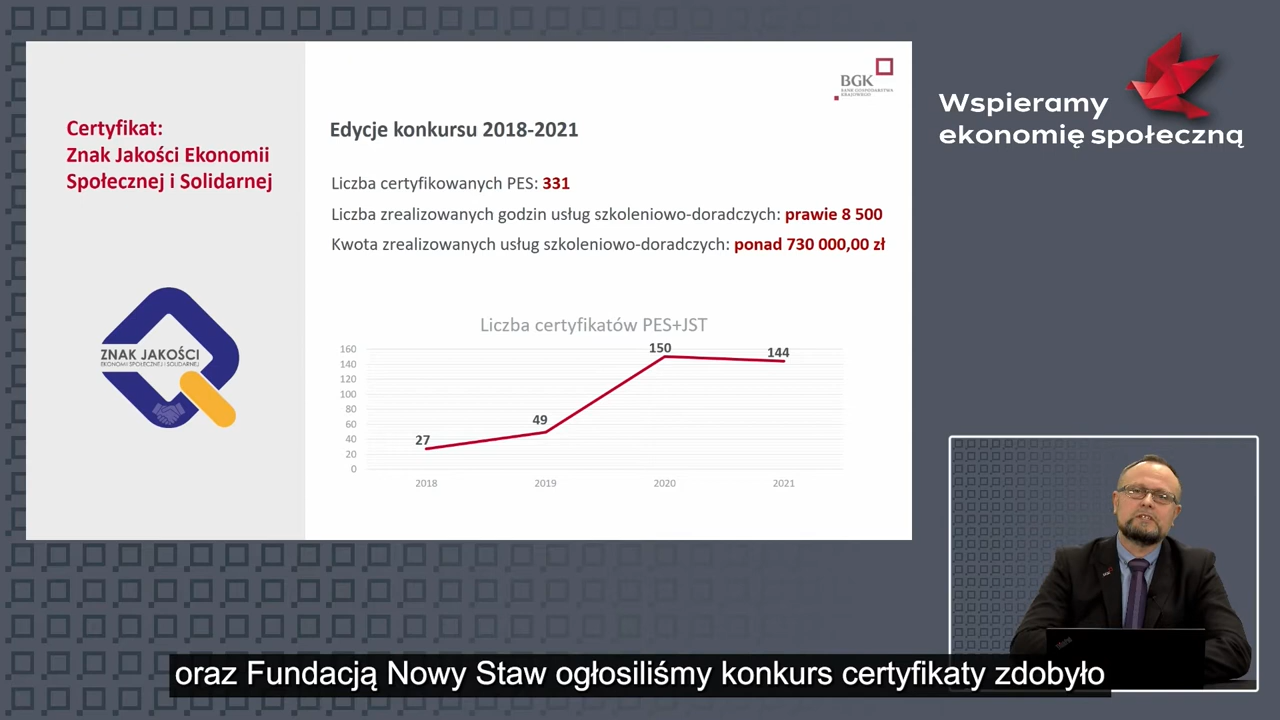 BGK
BANK GOSPODARSTWA
KRAJOWEGO
Wspieramy
ekonomię społeczną
Certyfikat:
Znak Jakości Ekonomii
Społecznej i Solidarnej
ZNAK JAKOŚCI
EKONOMII SPOŁECZNEJ I SOLIDARNEJ
Edycje konkursu 2018-2021
Liczba certyfikowanych PES: 331
Liczba zrealizowanych godzin usług szkoleniowo-doradczych: prawie 8 500
Kwota zrealizowanych usług szkoleniowo-doradczych: ponad 730 000,00 zł
Liczba certyfikatów PES+JST
160
140
120
100
80
60
40
20
0
27
49
150
144
2018
2019
2020
2021
oraz Fundacją Nowy Staw ogłosiliśmy konkurs certyfikaty zdobyło